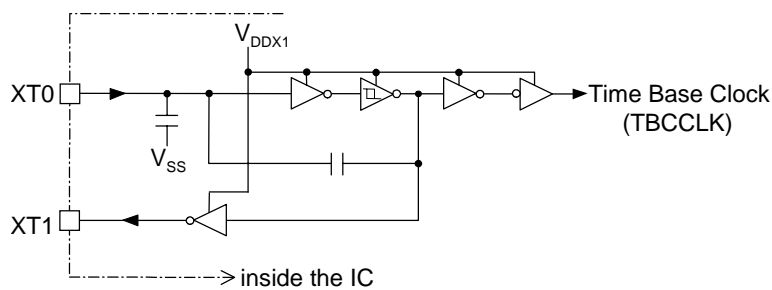 V_DDX1
XT0
Time Base Clock
(TBCCLK)
V_SS
XT1
inside the IC